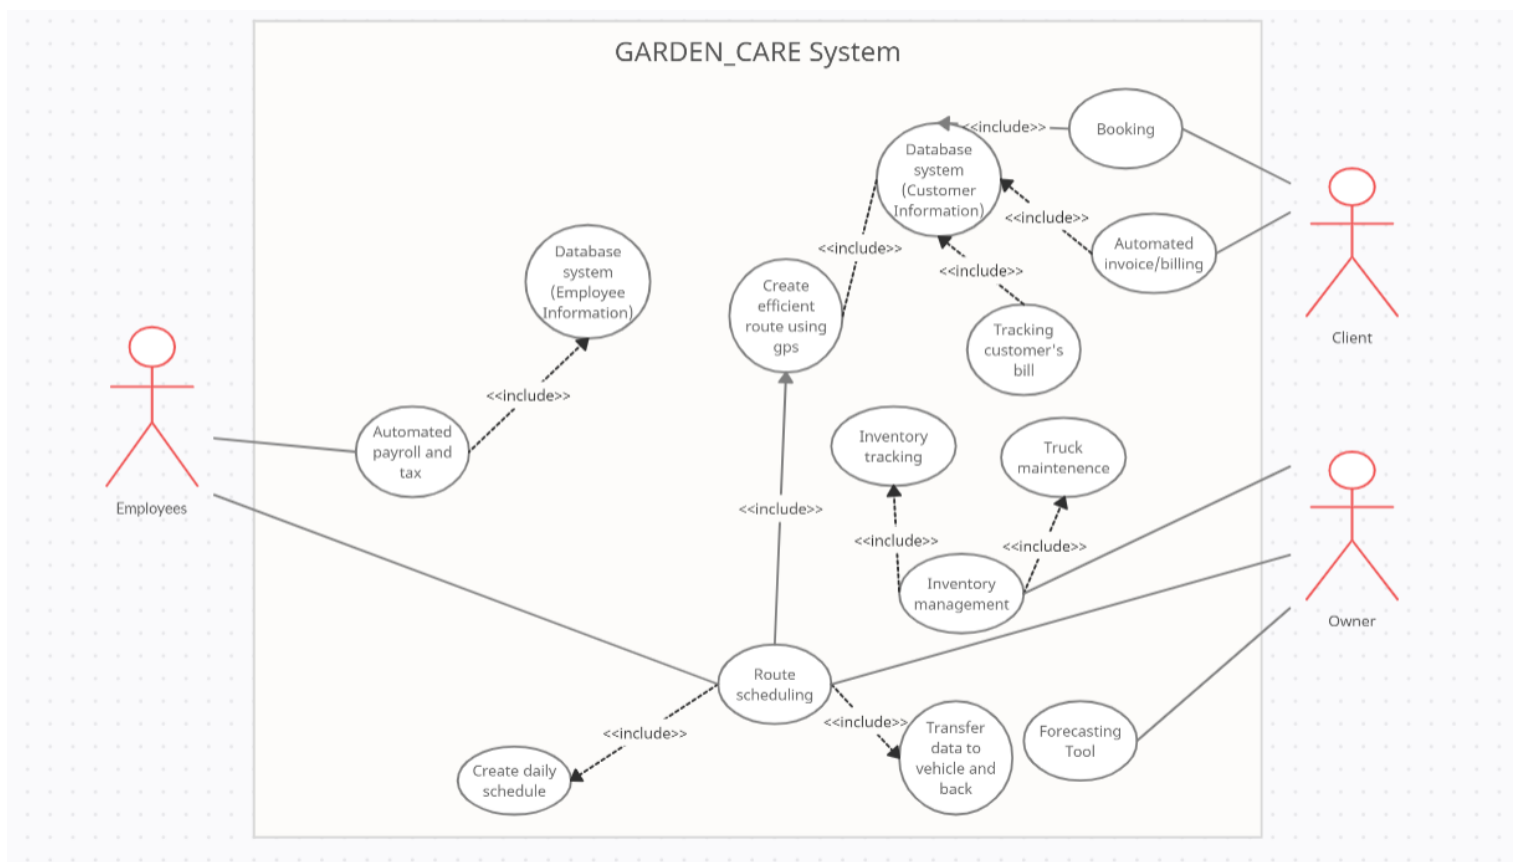 GARDEN_CARE System
<<include>>
Booking
Database
system
(Customer
Information)
<<include>>
Automated
invoice/billing
<<include>>
<<include>>
Client
Database
system
(Employee
Information)
Create
efficient
route using
gps
Tracking
customer's
bill
<<include>>
Automated
payroll and
tax
Employees
Inventory
tracking
Truck
maintenence
<<include>>
<<include>>
<<include>>
Inventory
management
Owner
Route
scheduling
<<include>>
<<include>>
Transfer
data to
vehicle and
back
Forecasting
Tool
Create daily
schedule